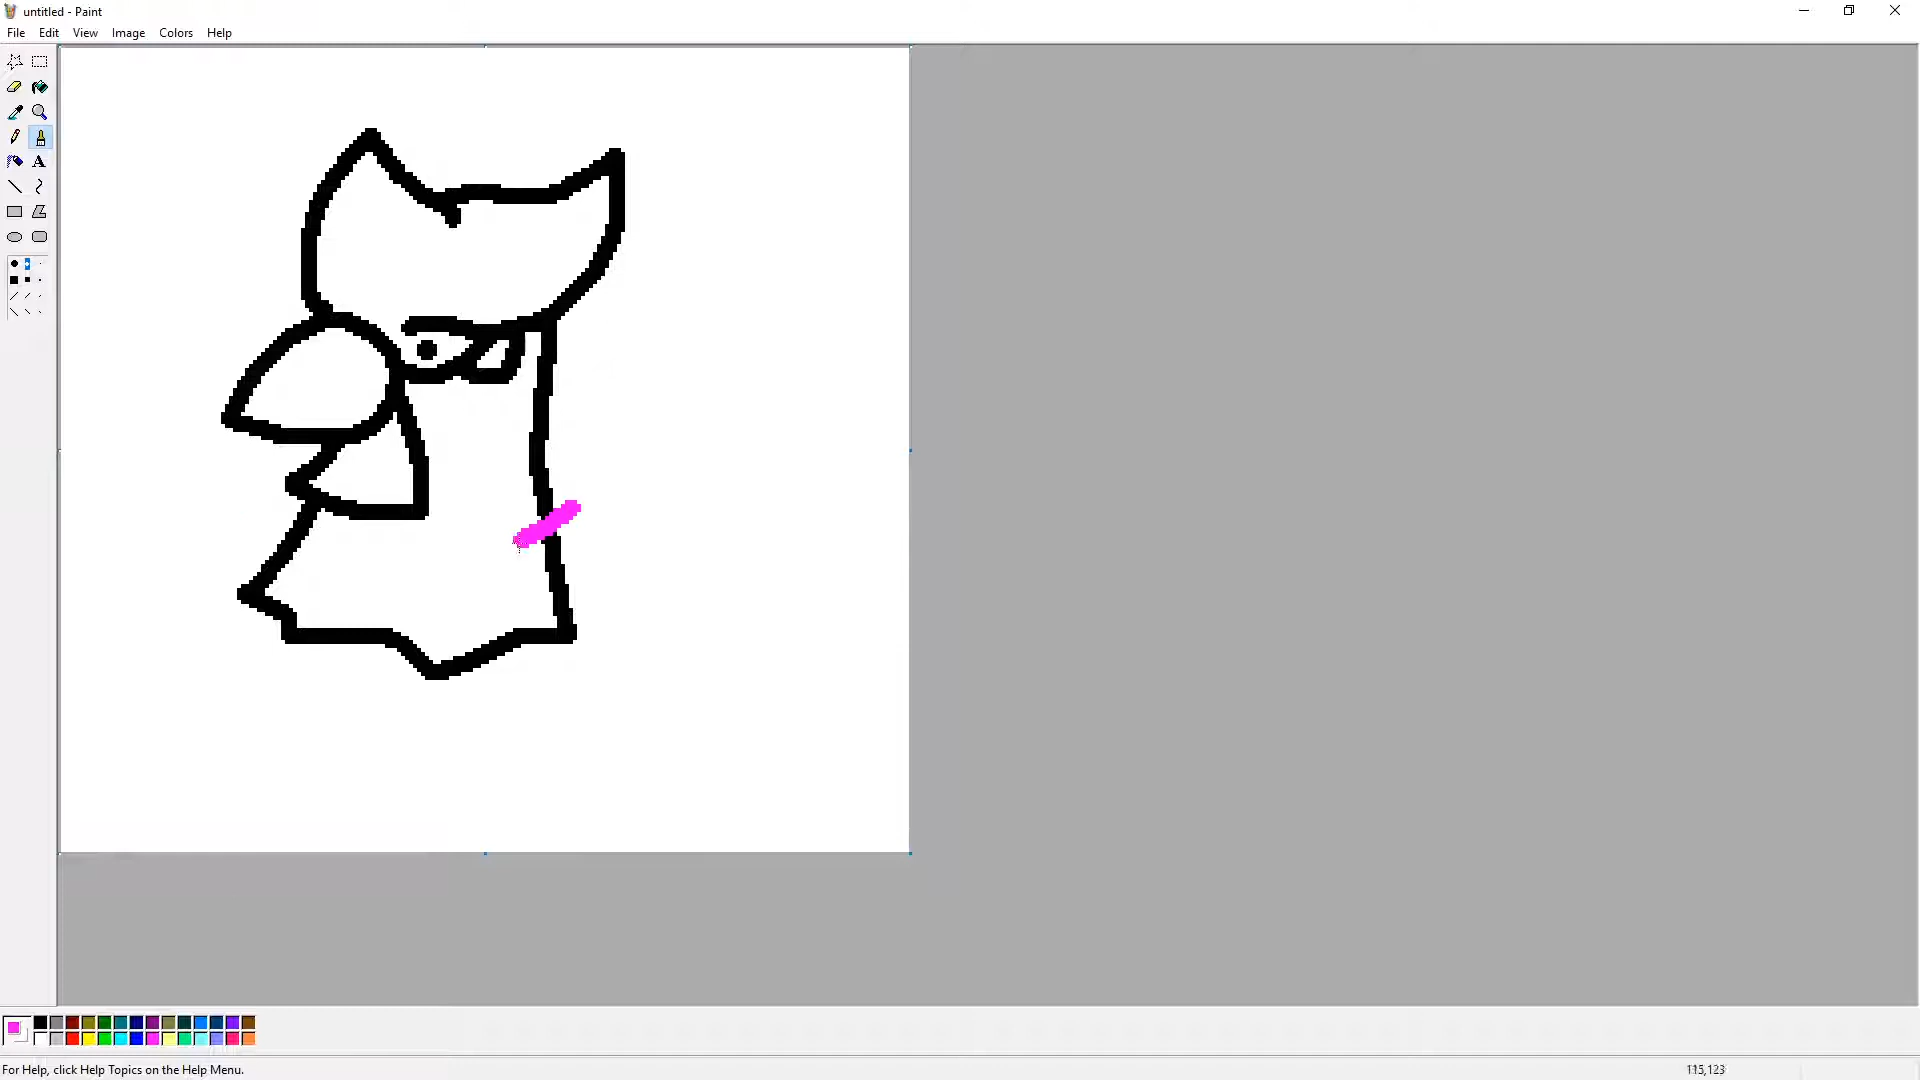 untitled - Paint
File Edit View Image Colors Help
A
For Help, click Help Topics on the Help Menu.
115,123